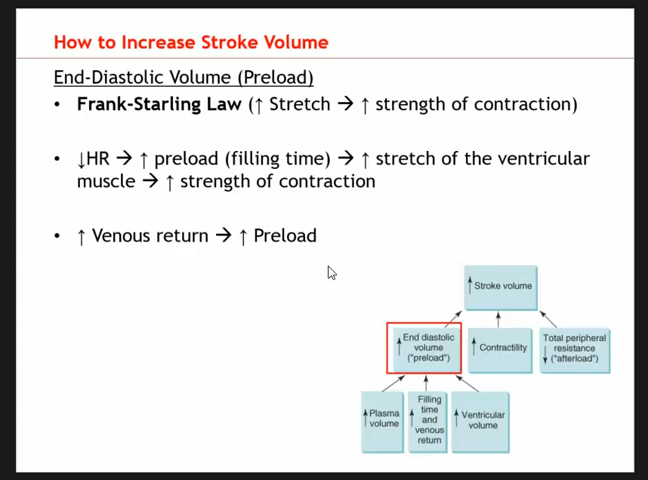 How to Increase Stroke Volume
End-Diastolic Volume (Preload)
• Frank-Starling Law (↑ Stretch → ↑ strength of contraction)
• ↓HR → ↑ preload (filling time) → ↑ stretch of the ventricular
muscle → ↑ strength of contraction
• ↑ Venous return → ↑ Preload
↑ Stroke volume
↑ End diastolic
volume
("preload")
↑ Contractility
Total peripheral
↓ resistance
("afterload")
↑ Plasma
volume
↑ Filling
time
and
venous
return
↑ Ventricular
volume